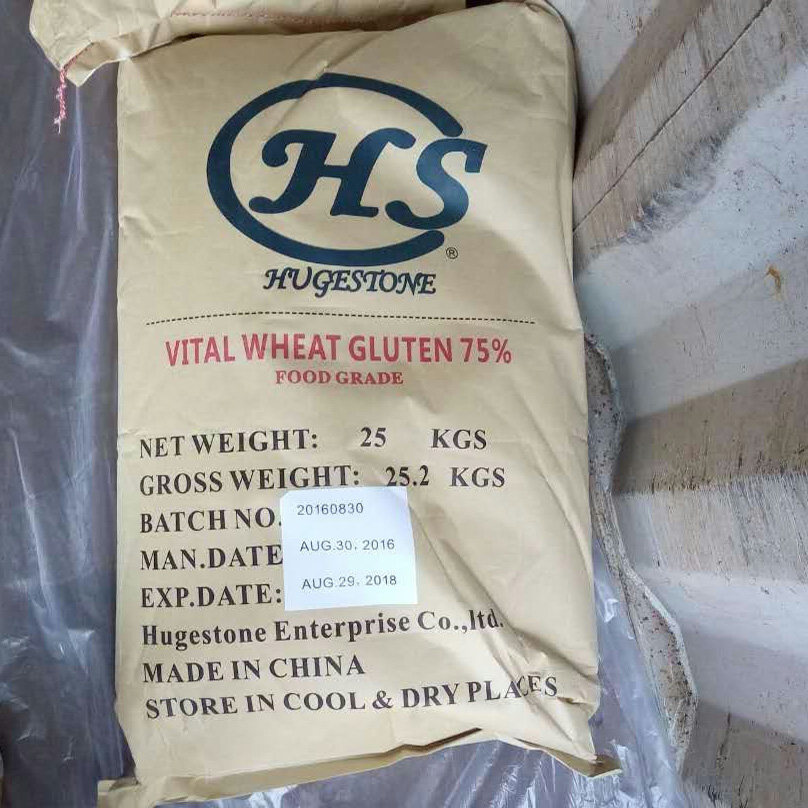 HS
®
HUGESTONE
VITAL WHEAT GLUTEN 75%
FOOD GRADE
NET WEIGHT: 25 KGS
GROSS WEIGHT: 25.2 KGS
BATCH NO. 20160830
MAN.DATE AUG.30, 2016
EXP.DATE: AUG.29, 2018
Hugestone Enterprise Co.,ltd.
MADE IN CHINA
STORE IN COOL & DRY PLACES